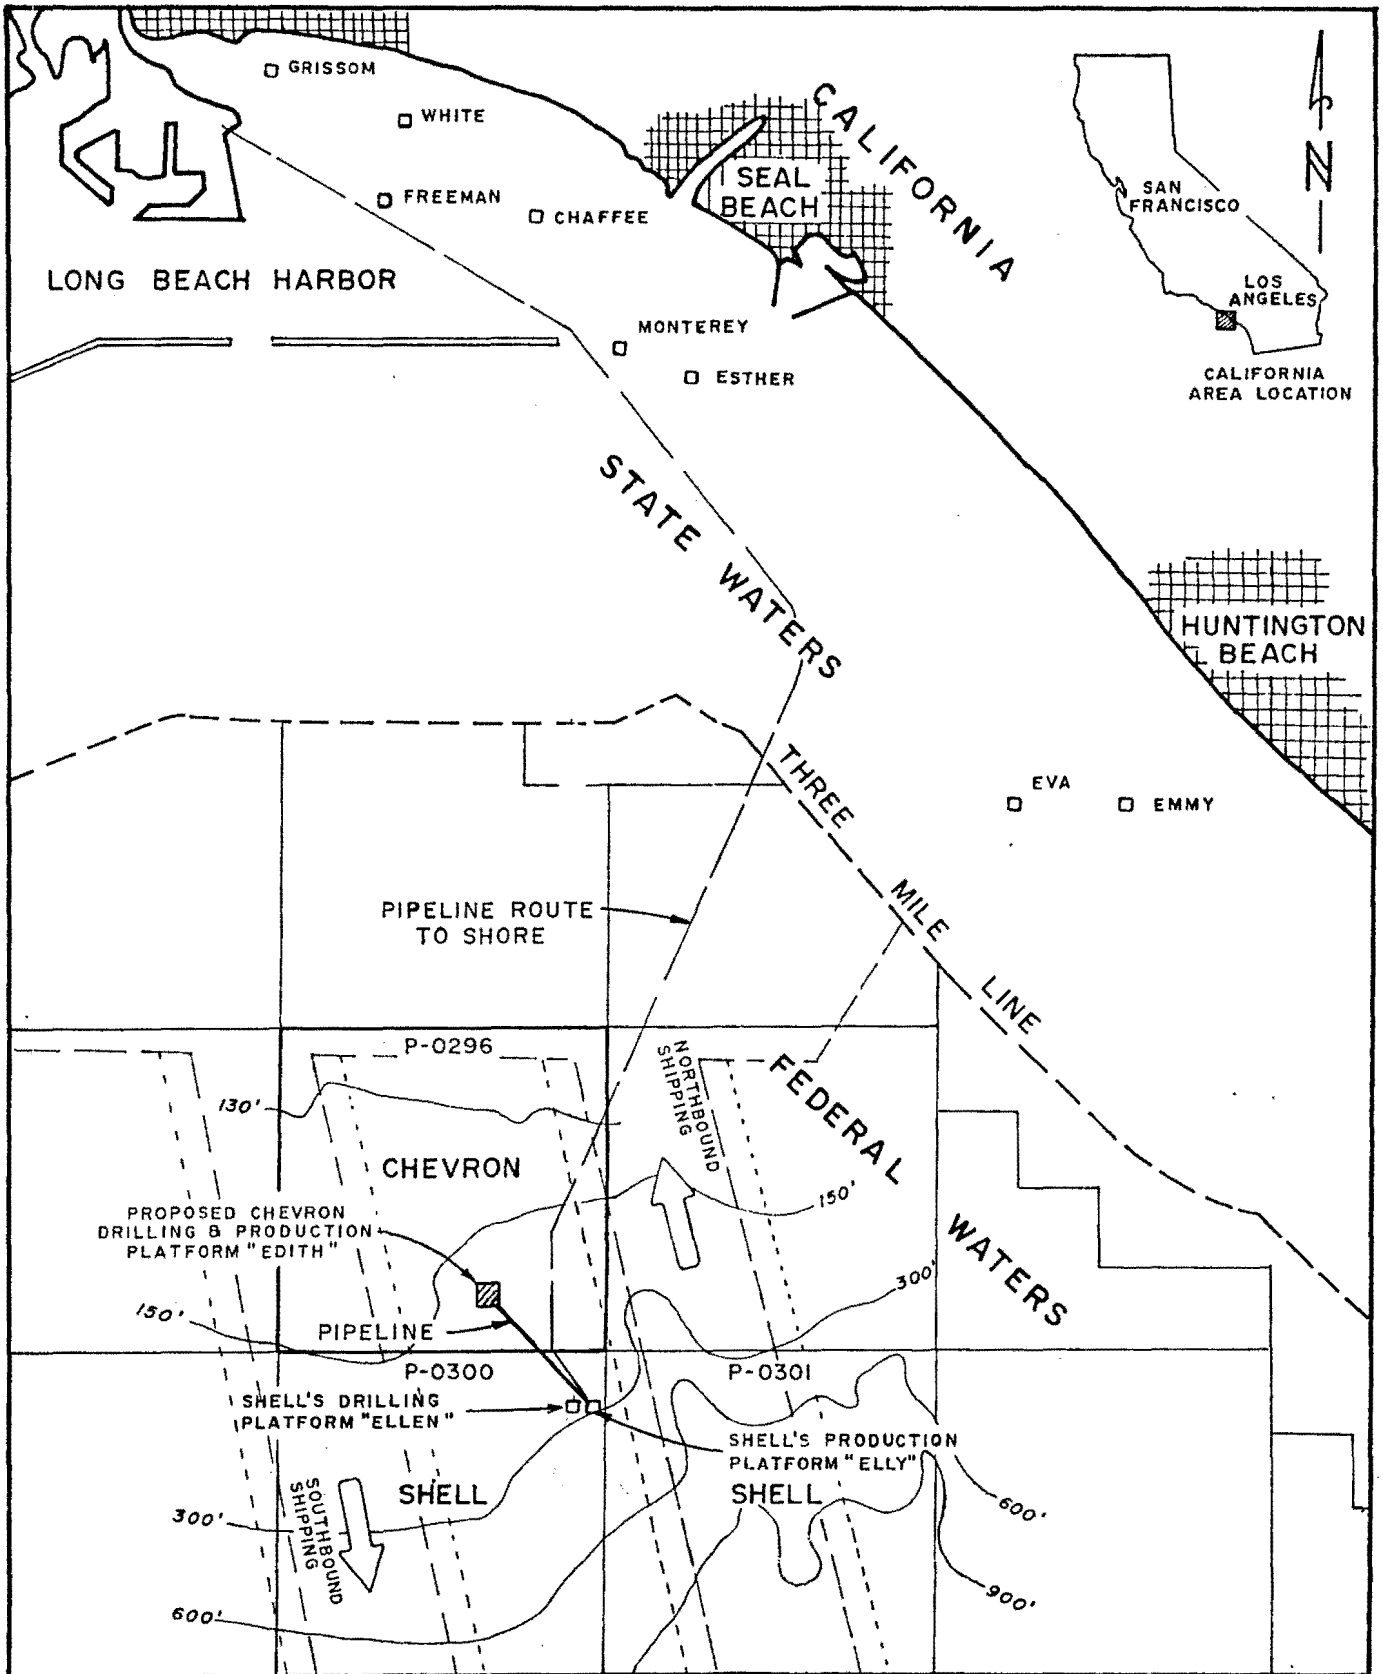 GRISSOM
WHITE
FREEMAN
CHAFFEE
SEAL
BEACH
CALIFORNIA
N
SAN
FRANCISCO
LOS
ANGELES
CALIFORNIA
AREA LOCATION
LONG BEACH HARBOR
MONTEREY
ESTHER
STATE WATERS
HUNTINGTON
BEACH
THREE MILE LINE
EVA
EMMY
PIPELINE ROUTE
TO SHORE
P-0296
NORTHBOUND
SHIPPING
FEDERAL WATERS
130'
CHEVRON
150'
PROPOSED CHEVRON
DRILLING & PRODUCTION
PLATFORM "EDITH"
300'
150'
PIPELINE
P-0300
P-0301
SHELL'S DRILLING
PLATFORM "ELLEN"
SHELL'S PRODUCTION
PLATFORM "ELLY"
SHELL
SHELL
SOUTHBOUND
SHIPPING
300'
600'
600'
900'